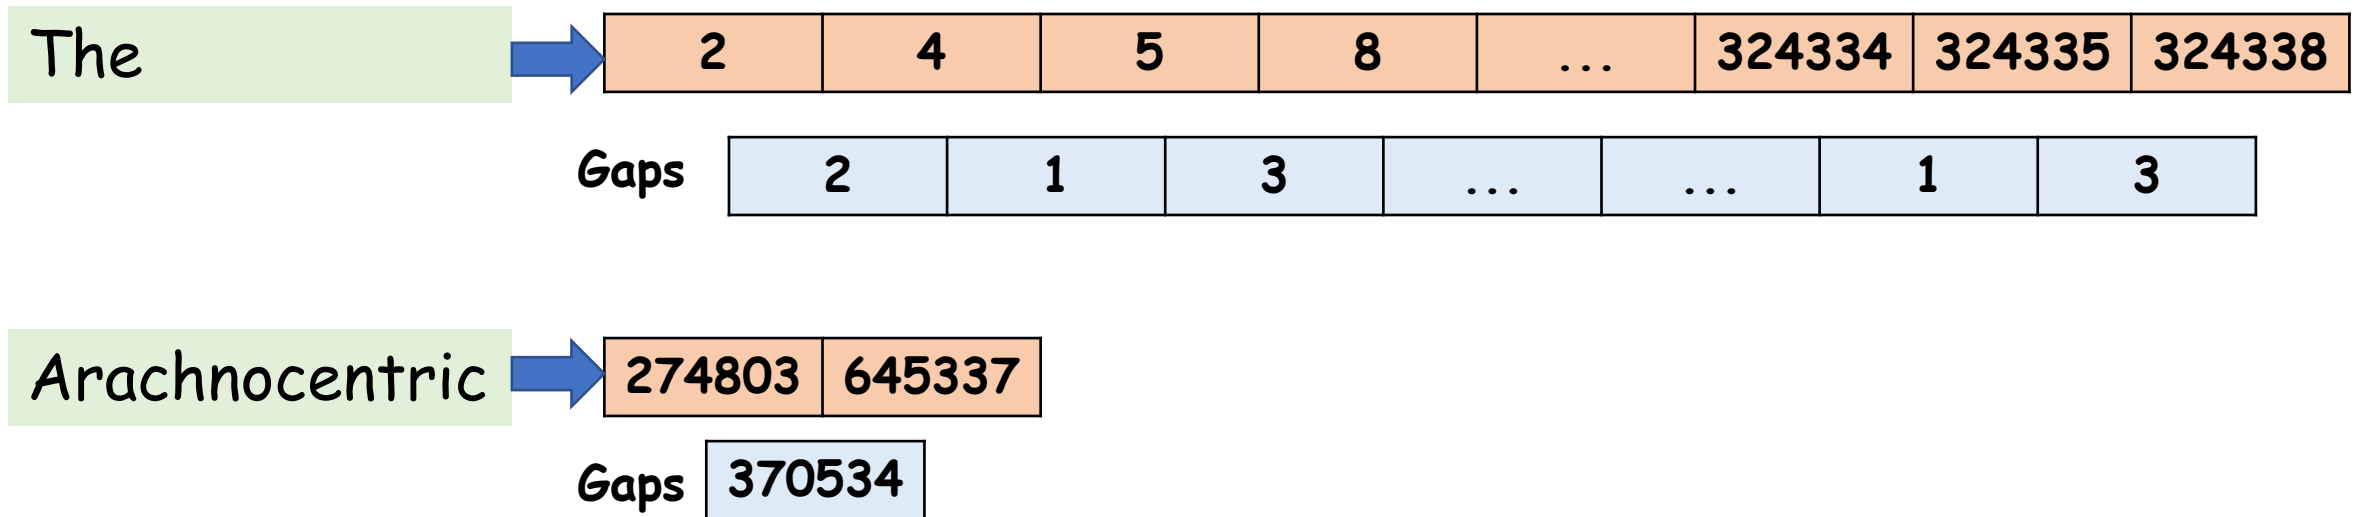 The 2 4 5 8 ... 324334 324335 324338
Gaps 2 1 3 ... ... 1 3
Arachnocentric 274803 645337
Gaps 370534